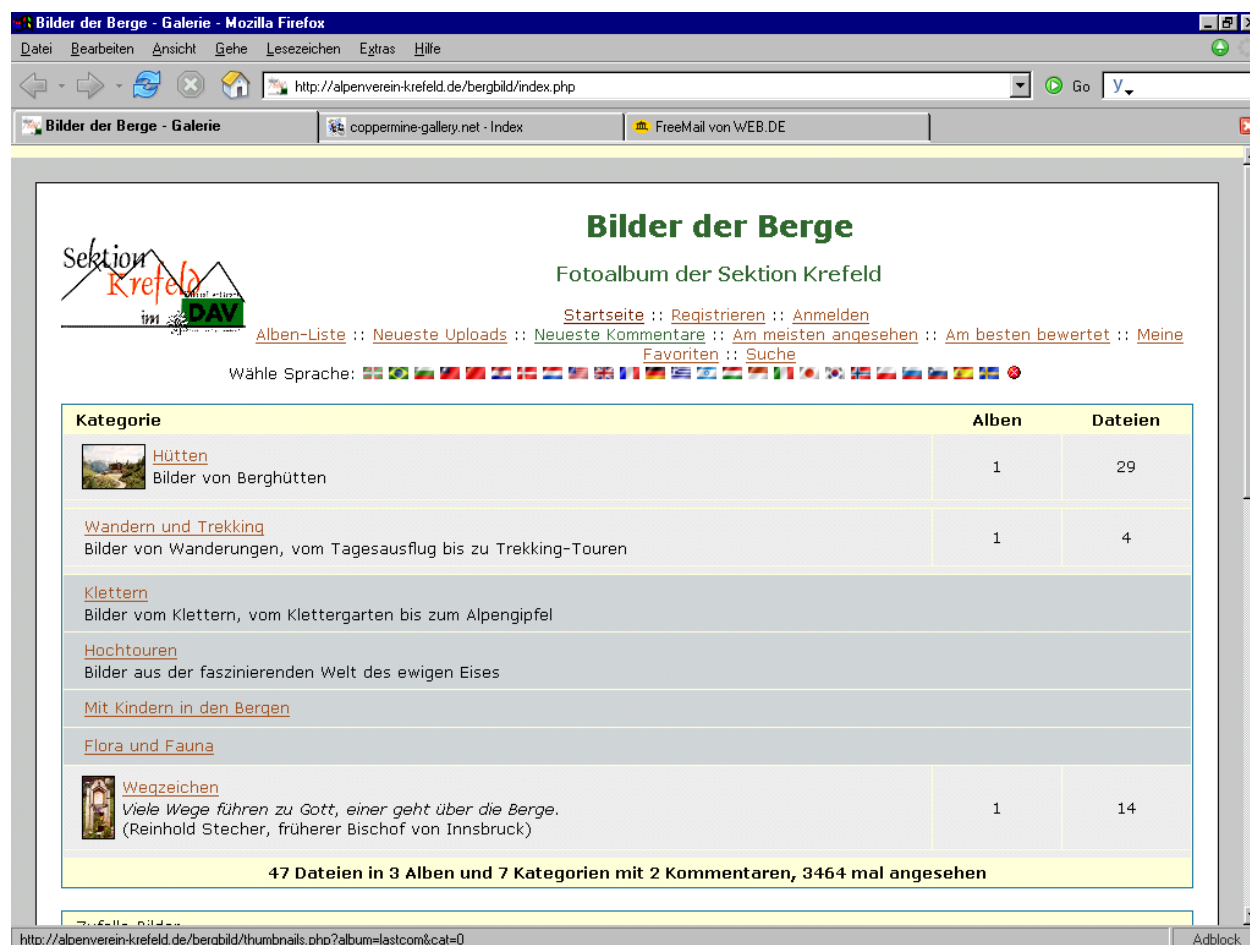 Bilder der Berge - Galerie - Mozilla Firefox
Datei Bearbeiten Ansicht Gehe Lesezeichen Extras Hilfe
http://alpenverein-krefeld.de/bergbild/index.php Go
Bilder der Berge - Galerie coppermine-gallery.net - Index FreeMail von WEB.DE
Bilder der Berge
Fotoalbum der Sektion Krefeld
Sektion
Krefeld
im DAV
Startseite :: Registrieren :: Anmelden
Alben-Liste :: Neueste Uploads :: Neueste Kommentare :: Am meisten angesehen :: Am besten bewertet :: Meine
Favoriten :: Suche
Wähle Sprache:
Kategorie Alben Dateien
Hütten
Bilder von Berghütten
1 29
Wandern und Trekking
Bilder von Wanderungen, vom Tagesausflug bis zu Trekking-Touren
1 4
Klettern
Bilder vom Klettern, vom Klettergarten bis zum Alpengipfel
Hochtouren
Bilder aus der faszinierenden Welt des ewigen Eises
Mit Kindern in den Bergen
Flora und Fauna
Wegzeichen
Viele Wege führen zu Gott, einer geht über die Berge.
(Reinhold Stecher, früherer Bischof von Innsbruck)
1 14
47 Dateien in 3 Alben und 7 Kategorien mit 2 Kommentaren, 3464 mal angesehen
http://alpenverein-krefeld.de/bergbild/thumbnails.php?album=lastcom&cat=0 Adblock